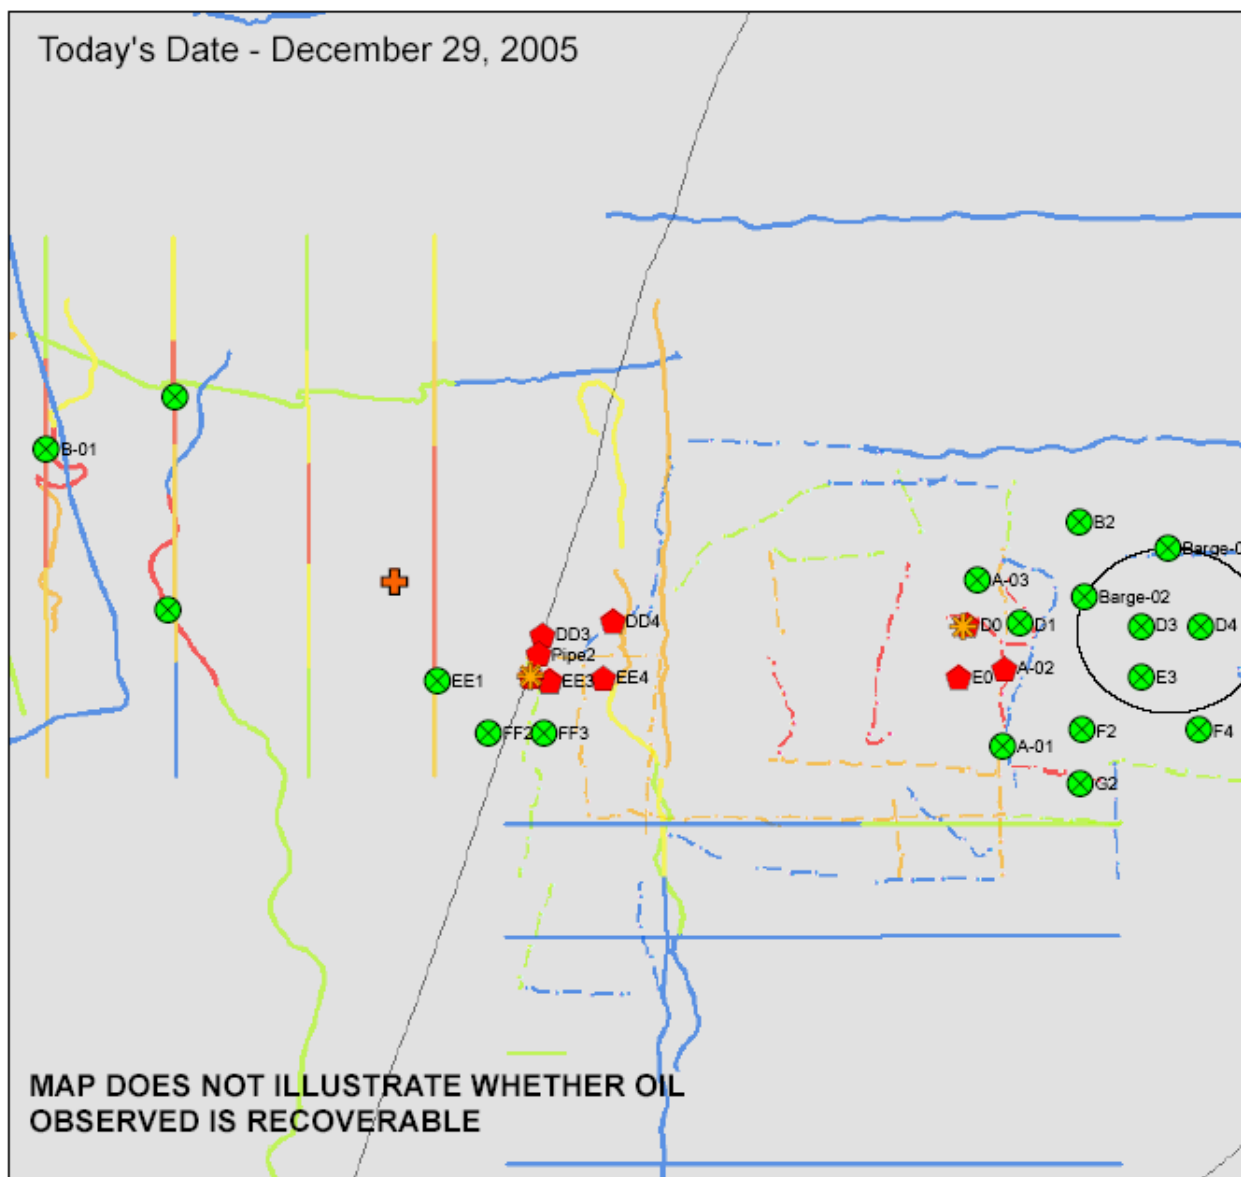 Today's Date - December 29, 2005
B-01
B2
Barge-0
A-03
Barge-02
DD4
D0
D1
D3
D4
DD3
Pipe2
A-02
EE1
EE3
EE4
E0
E3
FF2
FF3
F2
F4
A-01
G2
MAP DOES NOT ILLUSTRATE WHETHER OIL
OBSERVED IS RECOVERABLE